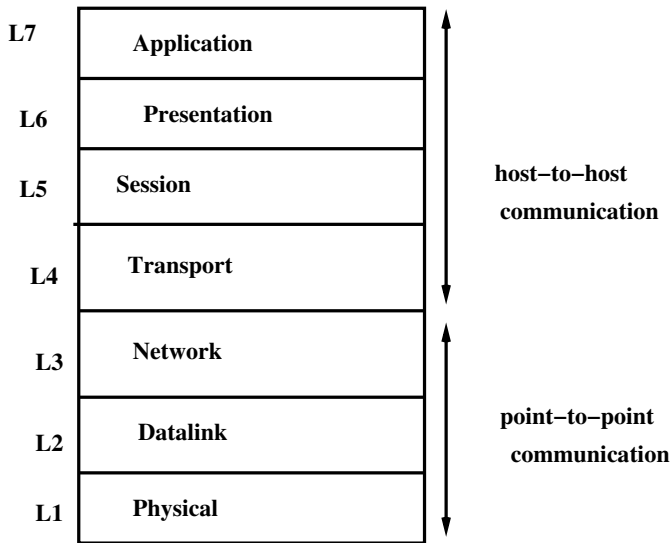 L7 Application
L6 Presentation
L5 Session
L4 Transport
L3 Network
L2 Datalink
L1 Physical
host−to−host
communication
point−to−point
communication